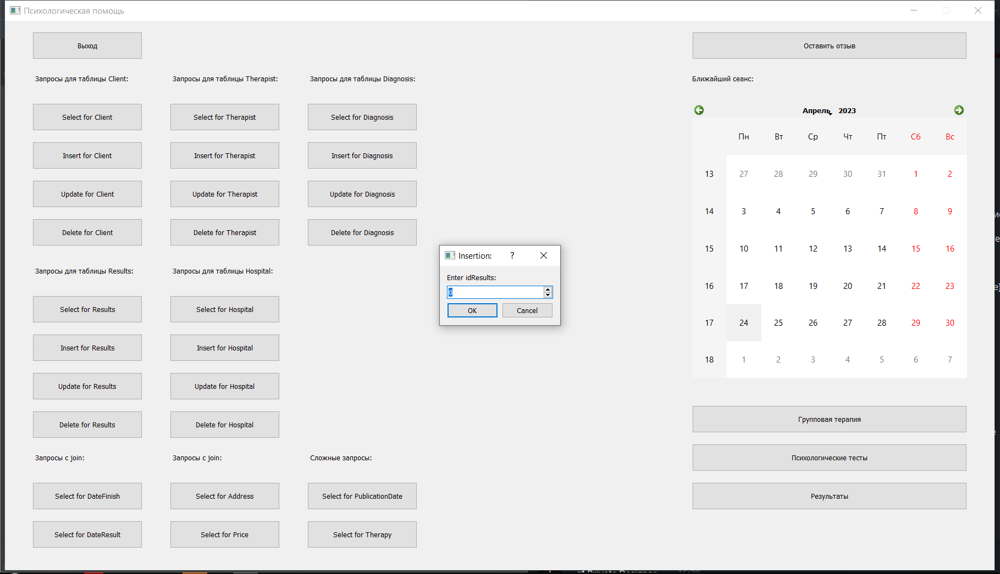 Психологическая помощь
Выход
Оставить отзыв
Запросы для таблицы Client:
Запросы для таблицы Therapist:
Запросы для таблицы Diagnosis:
Ближайший сеанс:
Select for Client
Select for Therapist
Select for Diagnosis
Insert for Client
Insert for Therapist
Insert for Diagnosis
Update for Client
Update for Therapist
Update for Diagnosis
Delete for Client
Delete for Therapist
Delete for Diagnosis
Апрель, 2023
Пн Вт Ср Чт Пт Сб Вс
13 27 28 29 30 31 1 2
14 3 4 5 6 7 8 9
15 10 11 12 13 14 15 16
16 17 18 19 20 21 22 23
17 24 25 26 27 28 29 30
18 1 2 3 4 5 6 7
Insertion: ?
Enter idResults:
0
OK Cancel
Запросы для таблицы Results:
Запросы для таблицы Hospital:
Select for Results
Select for Hospital
Insert for Results
Insert for Hospital
Update for Results
Update for Hospital
Delete for Results
Delete for Hospital
Групповая терапия
Психологические тесты
Результаты
Запросы с join:
Запросы с join:
Сложные запросы:
Select for DateFinish
Select for Address
Select for PublicationDate
Select for DateResult
Select for Price
Select for Therapy